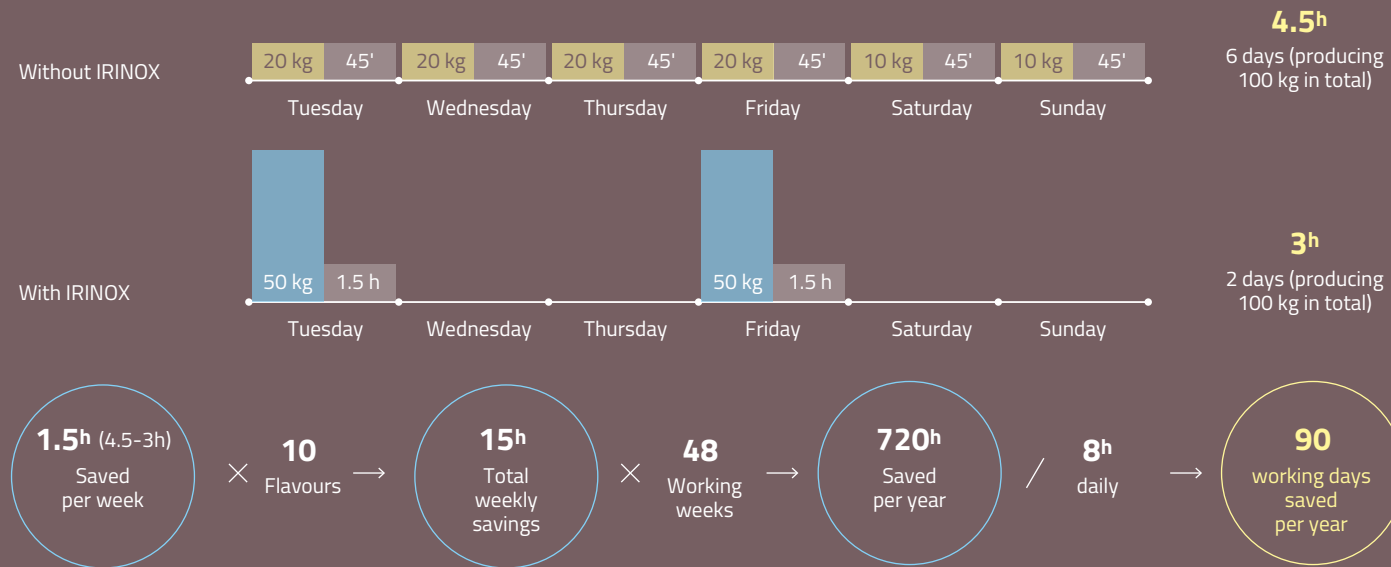 4.5h
6 days (producing
100 kg in total)
Without IRINOX
20 kg 45' 20 kg 45' 20 kg 45' 20 kg 45' 10 kg 45' 10 kg 45'
Tuesday Wednesday Thursday Friday Saturday Sunday
3h
2 days (producing
100 kg in total)
With IRINOX
50 kg 1.5 h 50 kg 1.5 h
Tuesday Wednesday Thursday Friday Saturday Sunday
1.5h (4.5-3h)
Saved
per week
×
10
Flavours
→
15h
Total
weekly
savings
×
48
Working
weeks
→
720h
Saved
per year
/
8h
daily
→
90
working days
saved
per year